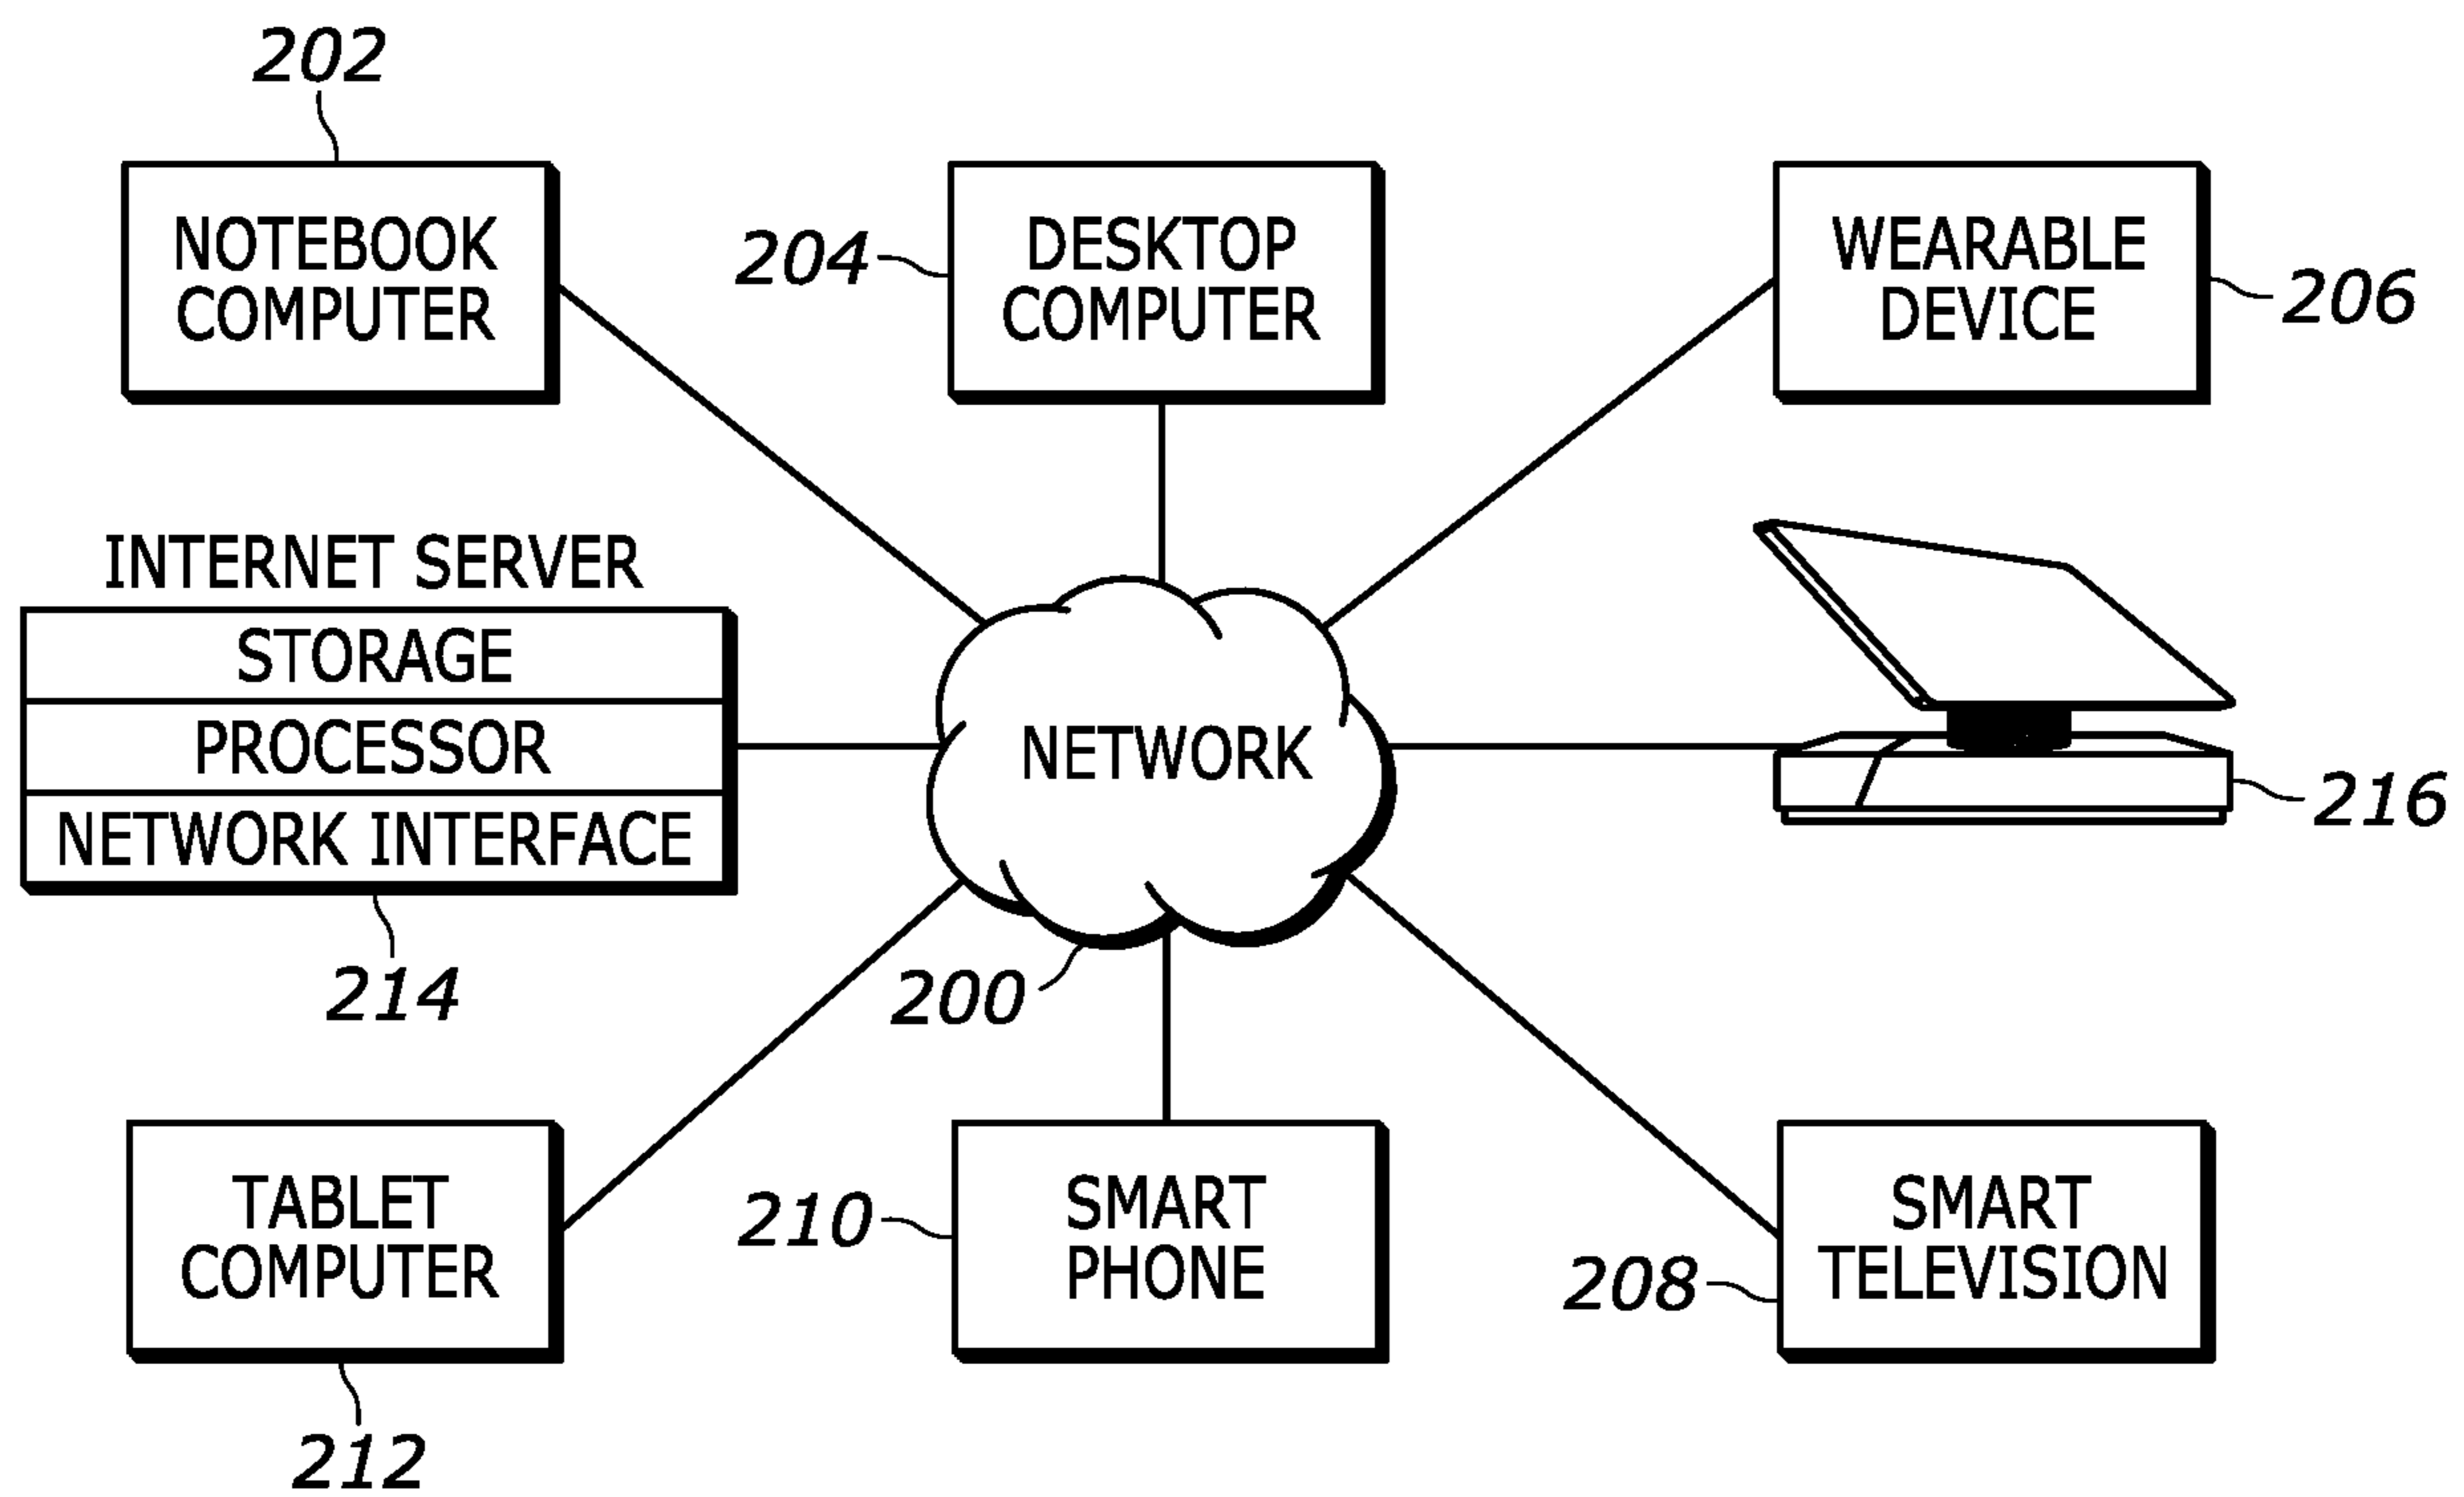 202
NOTEBOOK
COMPUTER
204
DESKTOP
COMPUTER
WEARABLE
DEVICE
206
INTERNET SERVER
STORAGE
PROCESSOR
NETWORK INTERFACE
214
NETWORK
200
216
TABLET
COMPUTER
212
210
SMART
PHONE
208
SMART
TELEVISION